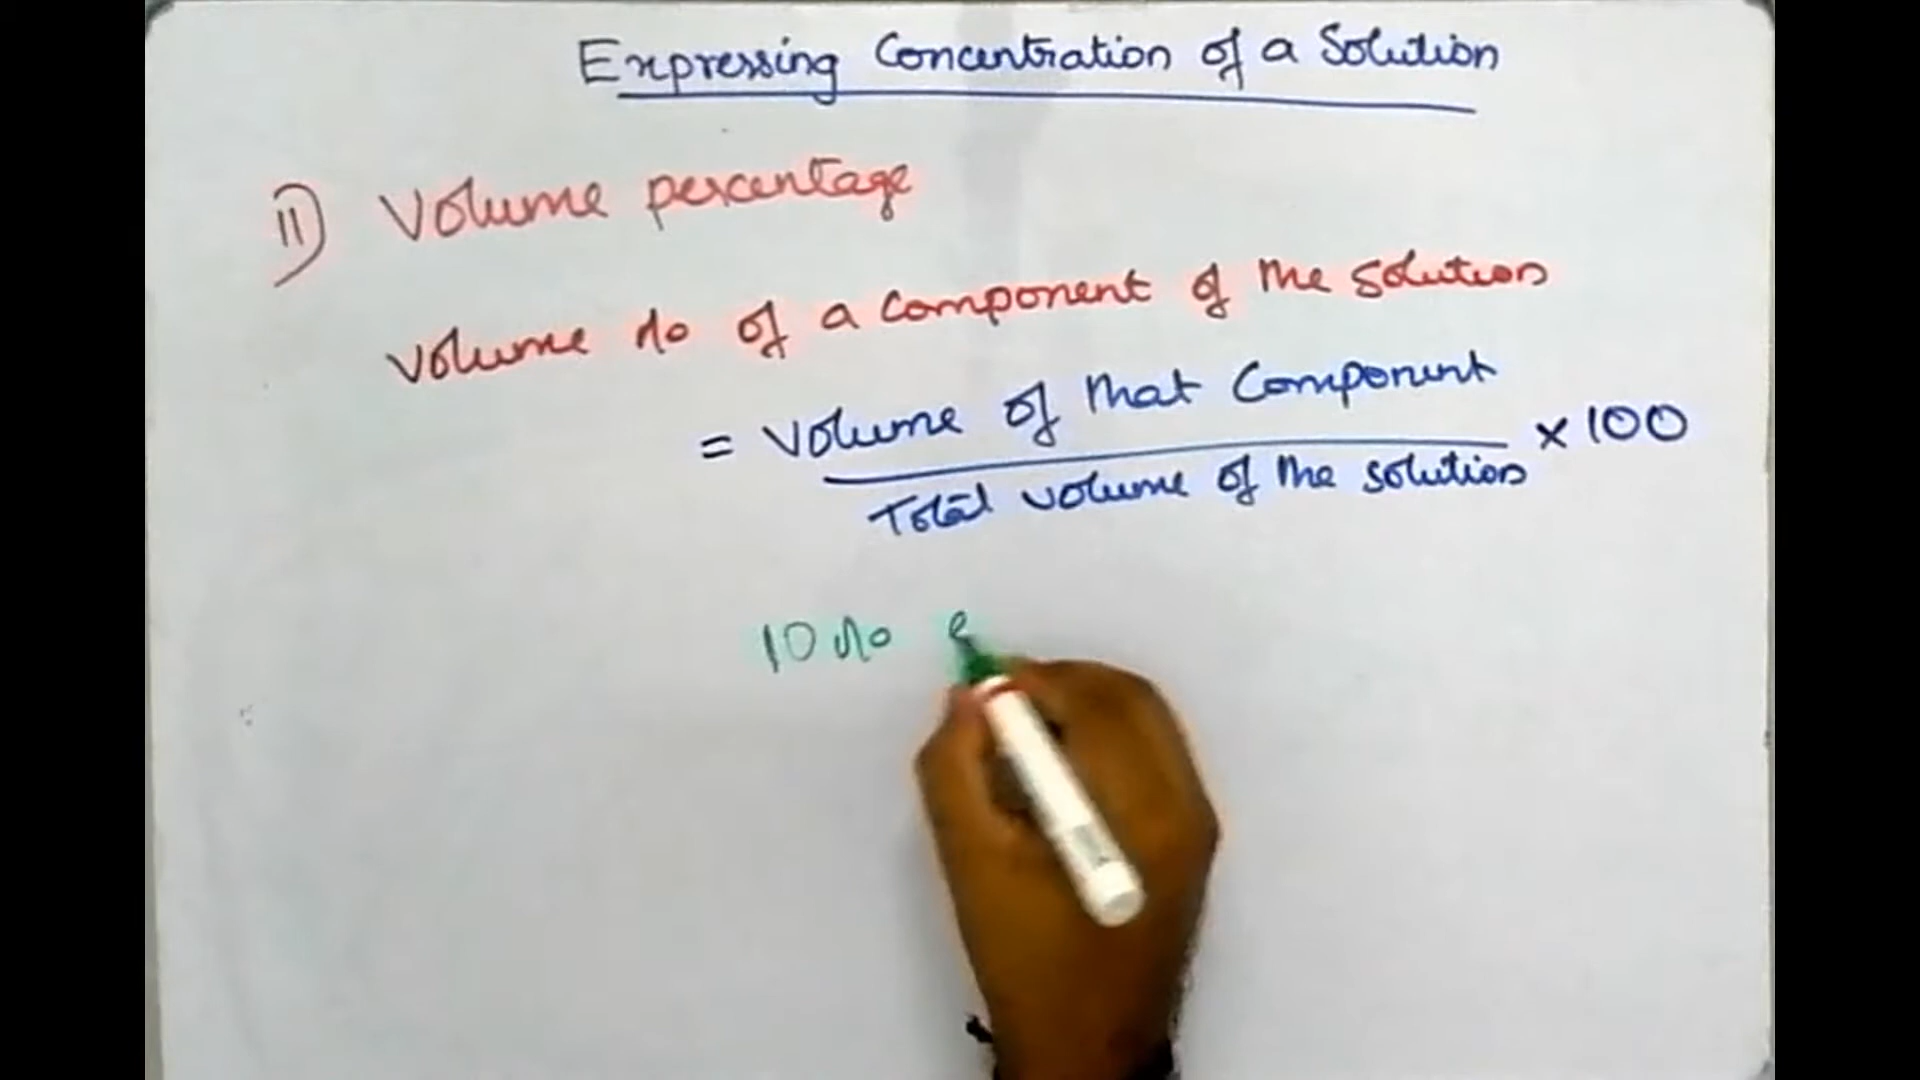 Expressing Concentration of a Solution
II) Volume percentage
Volume % of a component of the solution
= Volume of that Component
× 100
Total volume of the solution
10 % e